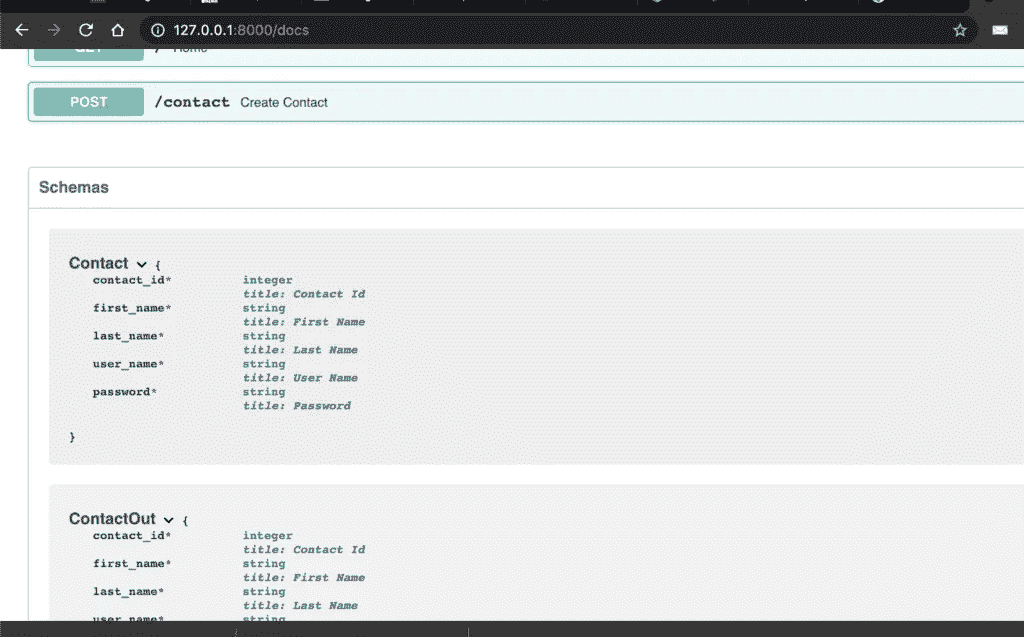 127.0.0.1:8000/docs
GET / Home
POST /contact Create Contact
Schemas
Contact {
contact_id* integer
title: Contact Id
first_name* string
title: First Name
last_name* string
title: Last Name
user_name* string
title: User Name
password* string
title: Password
}
ContactOut {
contact_id* integer
title: Contact Id
first_name* string
title: First Name
last_name* string
title: Last Name
user_name* string